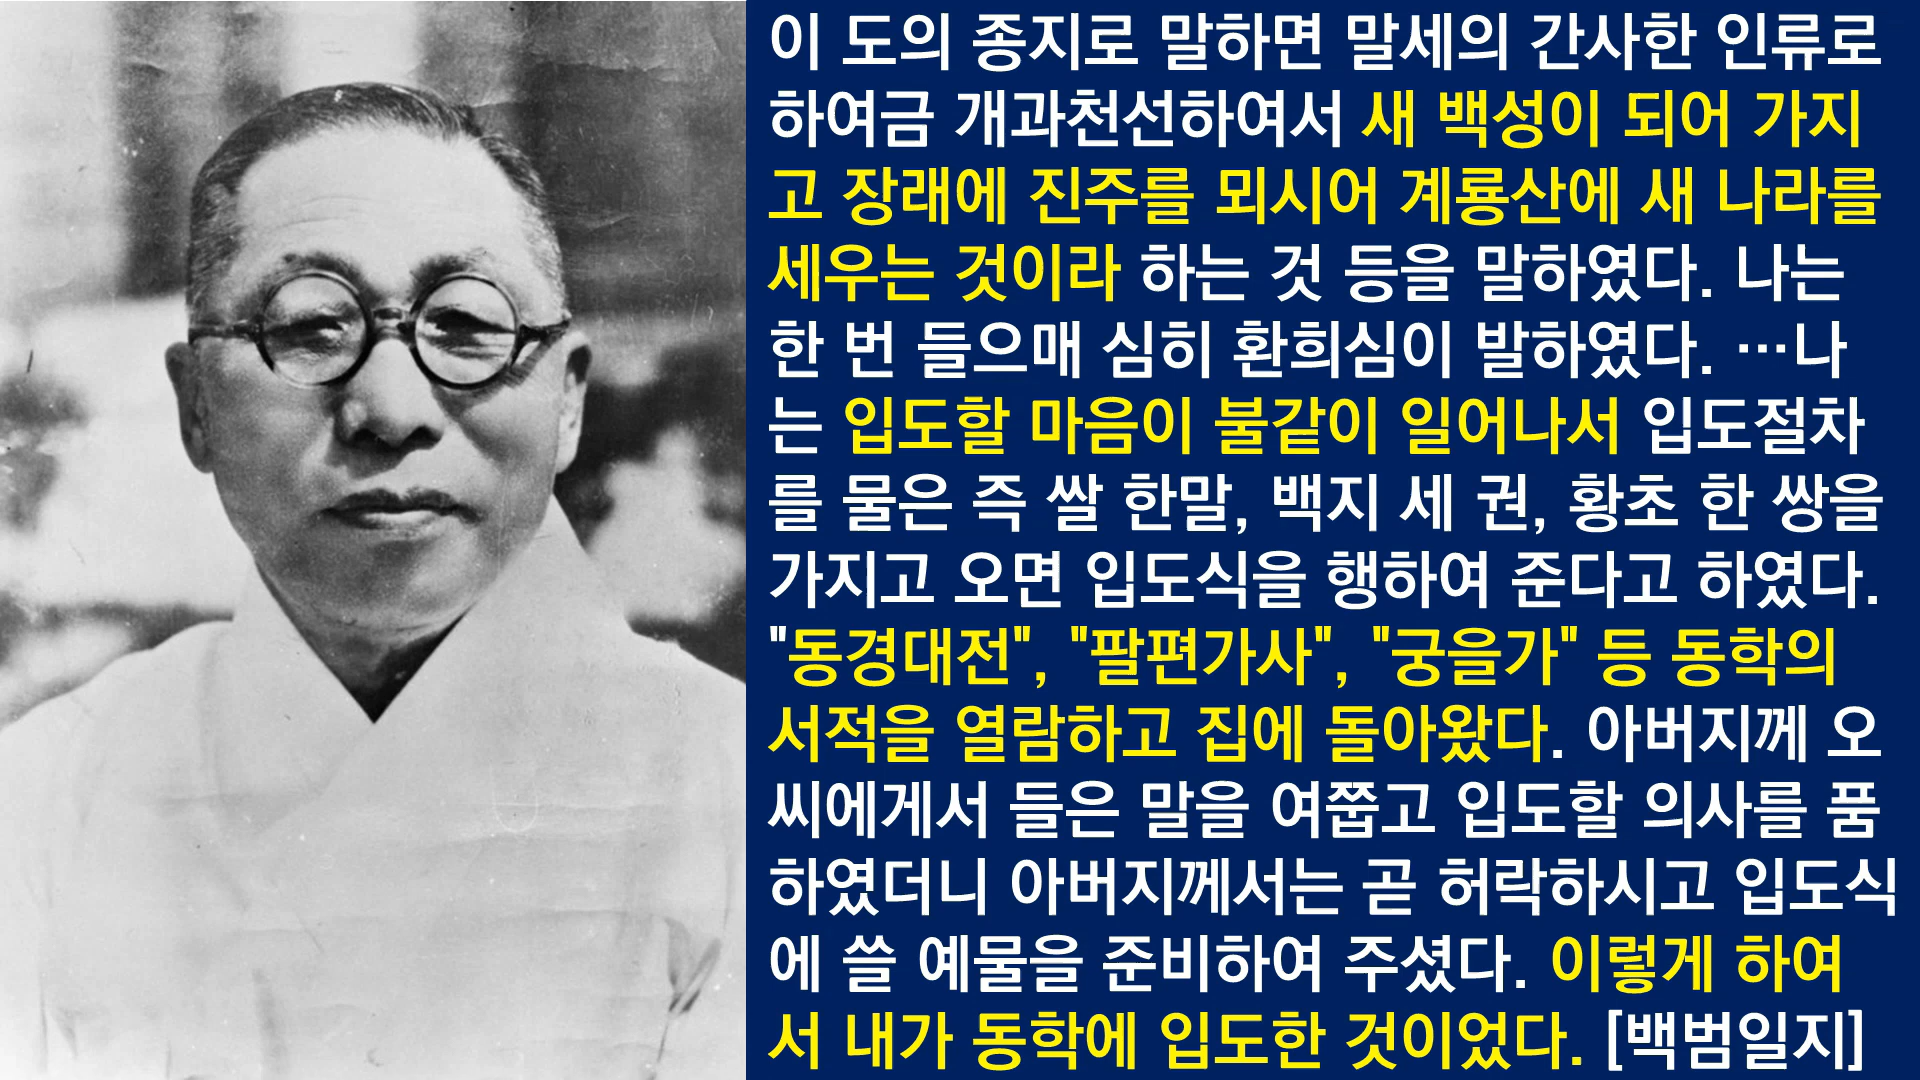 이 도의 종지로 말하면 말세의 간사한 인류로
하여금 개과천선하여서 새 백성이 되어 가지
고 장래에 진주를 뫼시어 계룡산에 새 나라를
세우는 것이라 하는 것 등을 말하였다. 나는
한 번 들으매 심히 환희심이 발하였다. …나
는 입도할 마음이 불같이 일어나서 입도절차
를 물은 즉 쌀 한말, 백지 세 권, 황초 한 쌍을
가지고 오면 입도식을 행하여 준다고 하였다.
"동경대전", "팔편가사", "궁을가" 등 동학의
서적을 열람하고 집에 돌아왔다. 아버지께 오
씨에게서 들은 말을 여쭙고 입도할 의사를 품
하였더니 아버지께서는 곧 허락하시고 입도식
에 쓸 예물을 준비하여 주셨다. 이렇게 하여
서 내가 동학에 입도한 것이었다. [백범일지]